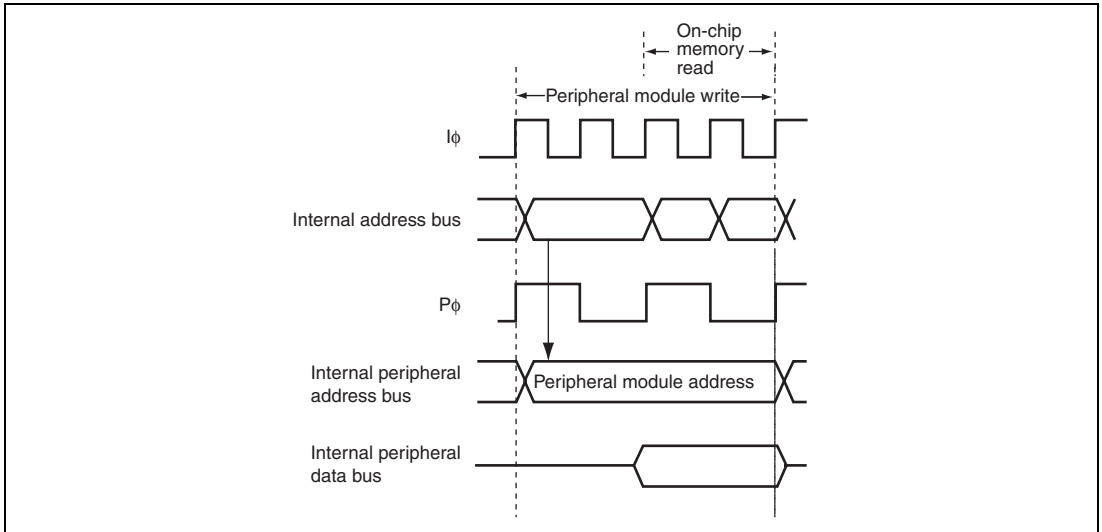 On-chip
memory
read
Peripheral module write
Iϕ
Internal address bus
Pϕ
Internal peripheral
address bus
Peripheral module address
Internal peripheral
data bus